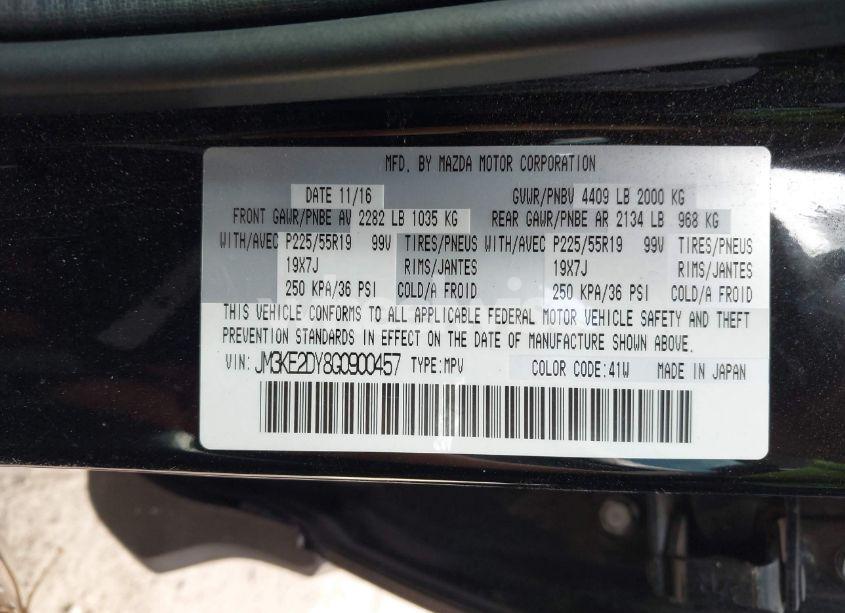 MFD. BY MAZDA MOTOR CORPORATION
DATE 11/16 GVWR/PNBV 4409 LB 2000 KG
FRONT GAWR/PNBE AV 2282 LB 1035 KG REAR GAWR/PNBE AR 2134 LB 968 KG
WITH/AVEC P225/55R19 99V TIRES/PNEUS WITH/AVEC P225/55R19 99V TIRES/PNEUS
19X7J RIMS/JANTES 19X7J RIMS/JANTES
250 KPA/36 PSI COLD/A FROID 250 KPA/36 PSI COLD/A FROID
THIS VEHICLE CONFORMS TO ALL APPLICABLE FEDERAL MOTOR VEHICLE SAFETY AND THEFT
PREVENTION STANDARDS IN EFFECT ON THE DATE OF MANUFACTURE SHOWN ABOVE.
VIN: JM3KE2DY8G0900457 TYPE:MPV COLOR CODE:41W MADE IN JAPAN